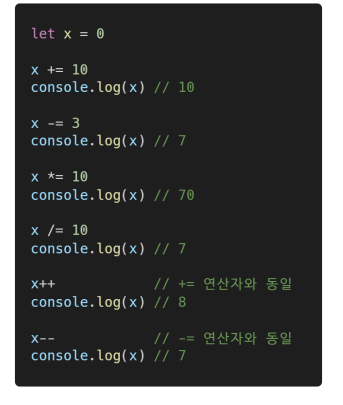 let x = 0
x += 10
console.log(x) // 10
x -= 3
console.log(x) // 7
x *= 10
console.log(x) // 70
x /= 10
console.log(x) // 7
x++ // += 연산자와 동일
console.log(x) // 8
x-- // -= 연산자와 동일
console.log(x) // 7